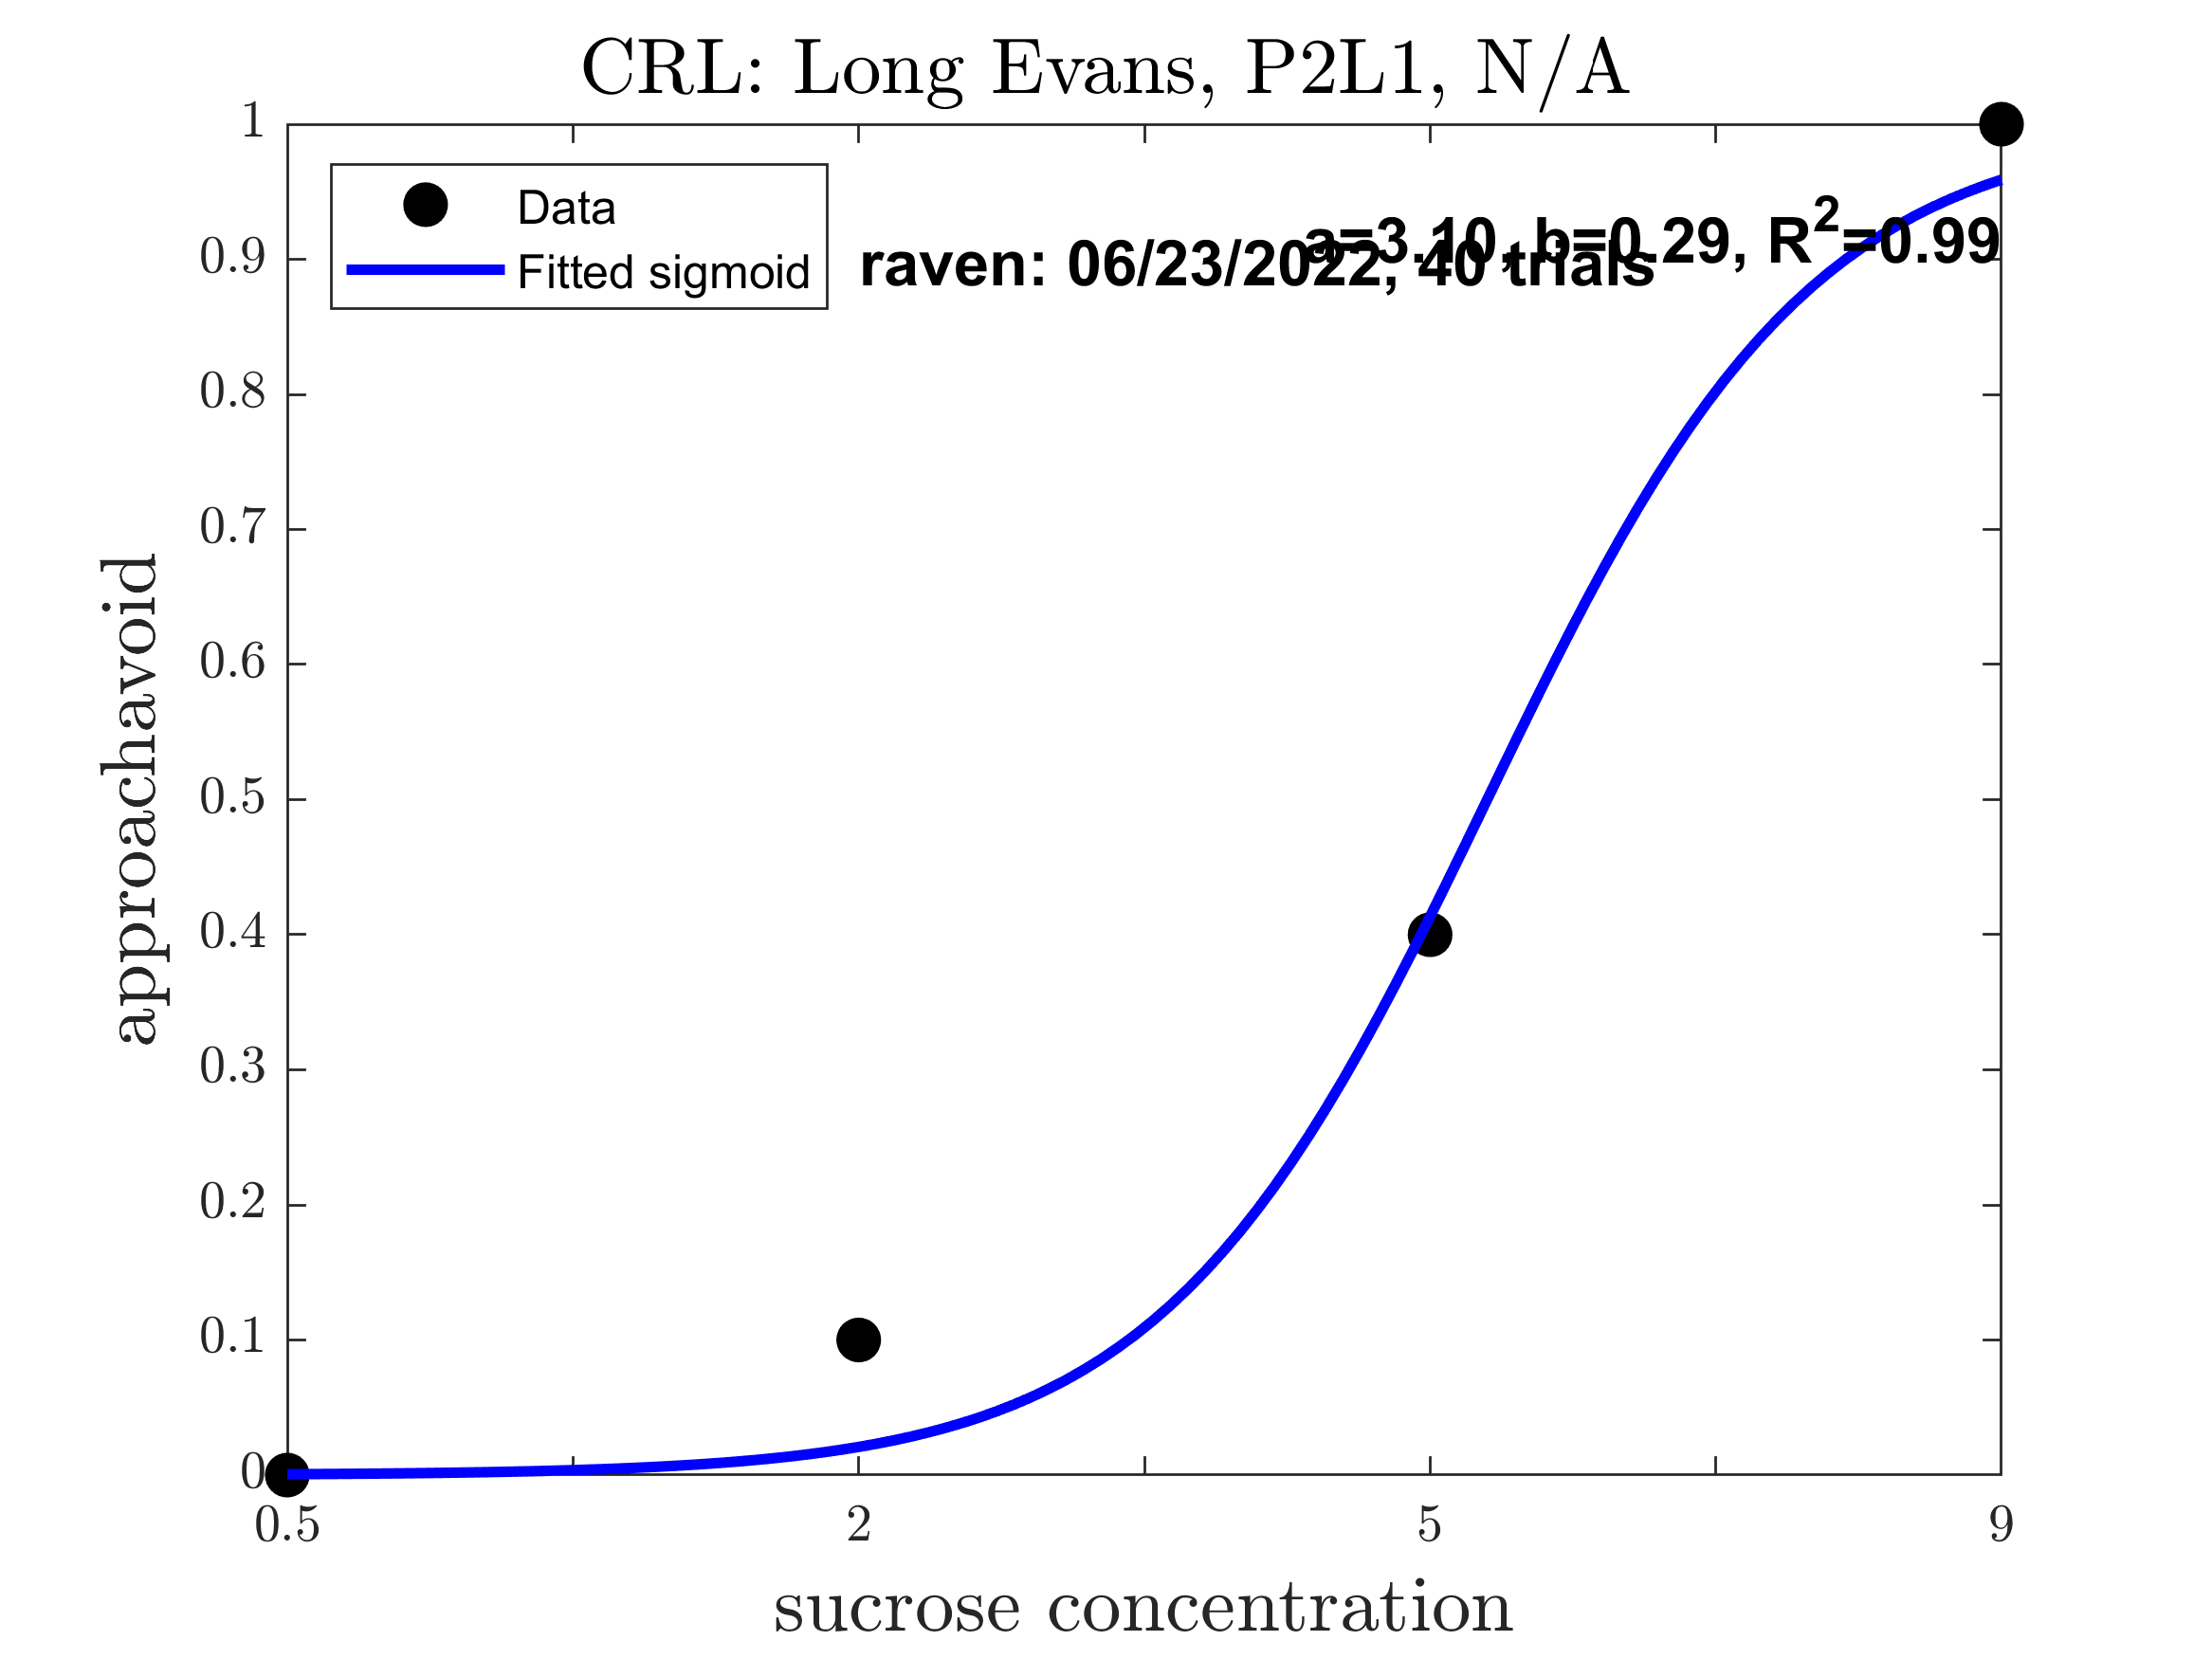 CRL: Long Evans, P2L1, N/A
1
0.9
0.8
0.7
0.6
0.5
0.4
0.3
0.2
0.1
0
Data
Fitted sigmoid
a=3.10, b=0.29, R²=0.99
raven: 06/23/2022, 40 trials
approachavoid
0.5 2 5 9
sucrose concentration